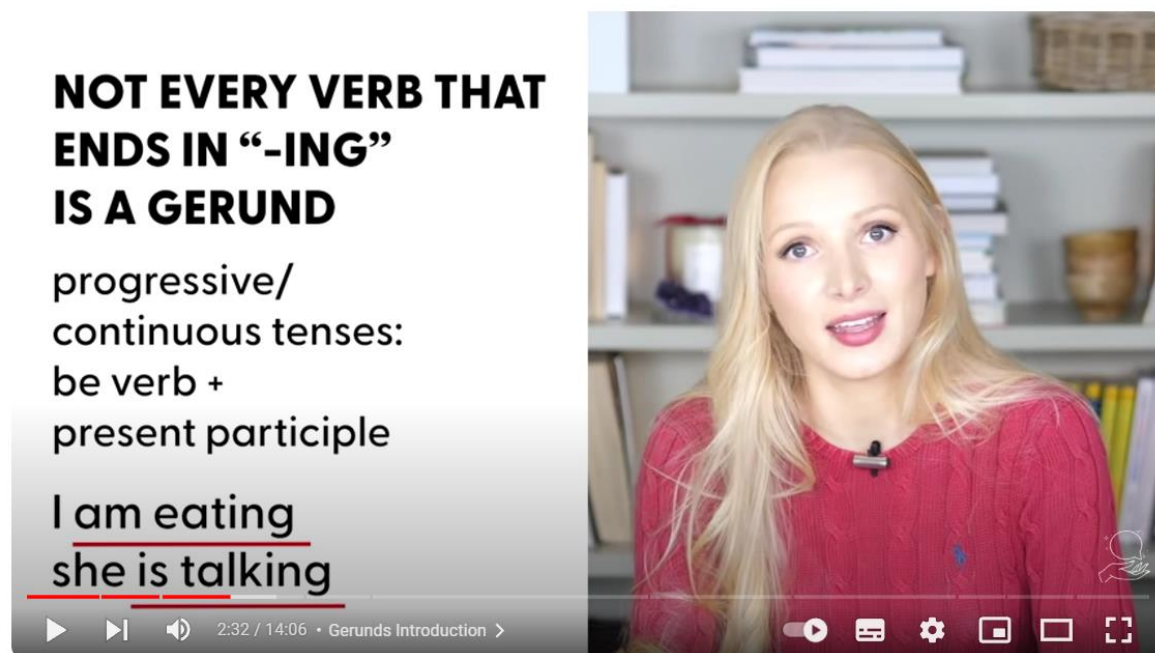 NOT EVERY VERB THAT
ENDS IN “-ING”
IS A GERUND
progressive/
continuous tenses:
be verb +
present participle
I am eating
she is talking
2:32 / 14:06 • Gerunds Introduction >